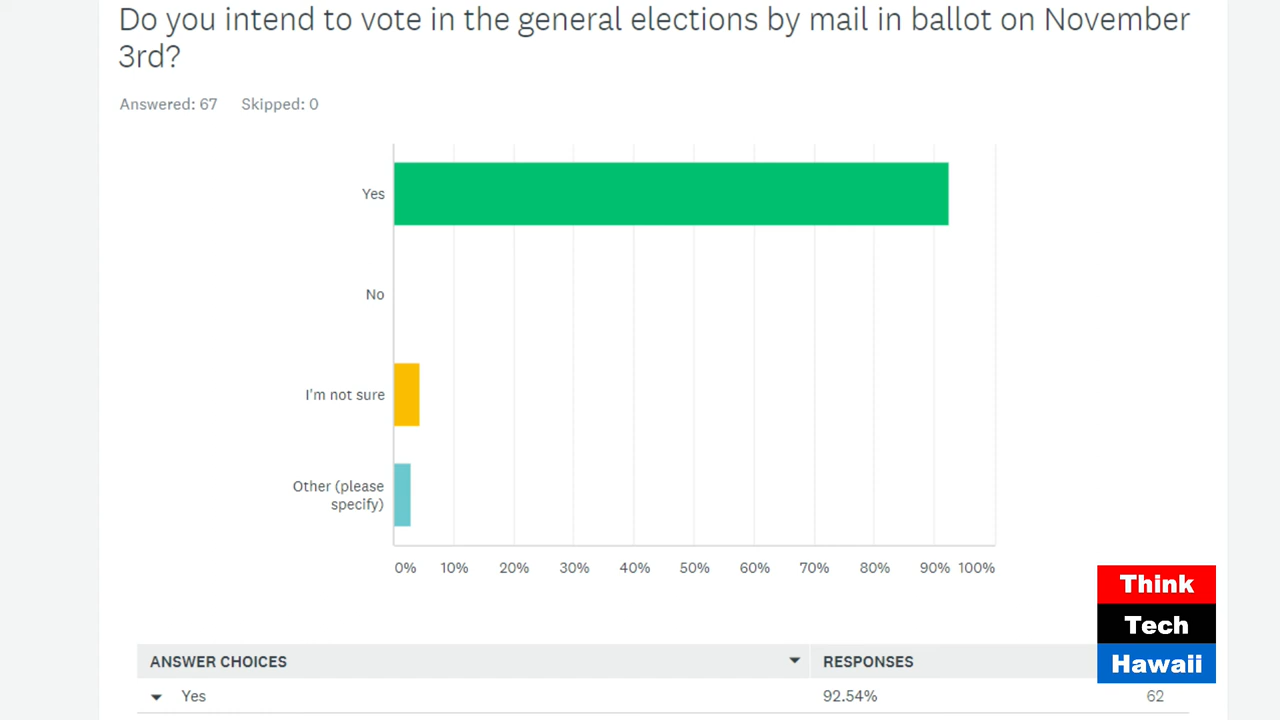 Do you intend to vote in the general elections by mail in ballot on November
3rd?
Answered: 67 Skipped: 0
Yes
No
I'm not sure
Other (please
specify)
0% 10% 20% 30% 40% 50% 60% 70% 80% 90% 100%
Think
Tech
Hawaii
ANSWER CHOICES RESPONSES
Yes 92.54% 62